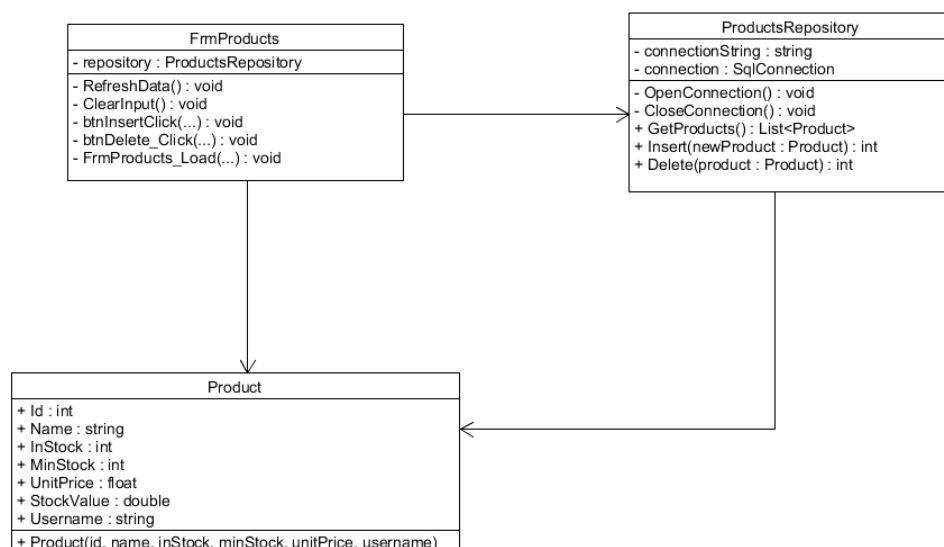 FrmProducts
- repository : ProductsRepository
- RefreshData() : void
- ClearInput() : void
- btnInsertClick(...) : void
- btnDelete_Click(...) : void
- FrmProducts_Load(...) : void
ProductsRepository
- connectionString : string
- connection : SqlConnection
- OpenConnection() : void
- CloseConnection() : void
+ GetProducts() : List<Product>
+ Insert(newProduct : Product) : int
+ Delete(product : Product) : int
Product
+ Id : int
+ Name : string
+ InStock : int
+ MinStock : int
+ UnitPrice : float
+ StockValue : double
+ Username : string
+ Product(id, name, inStock, minStock, unitPrice, username)